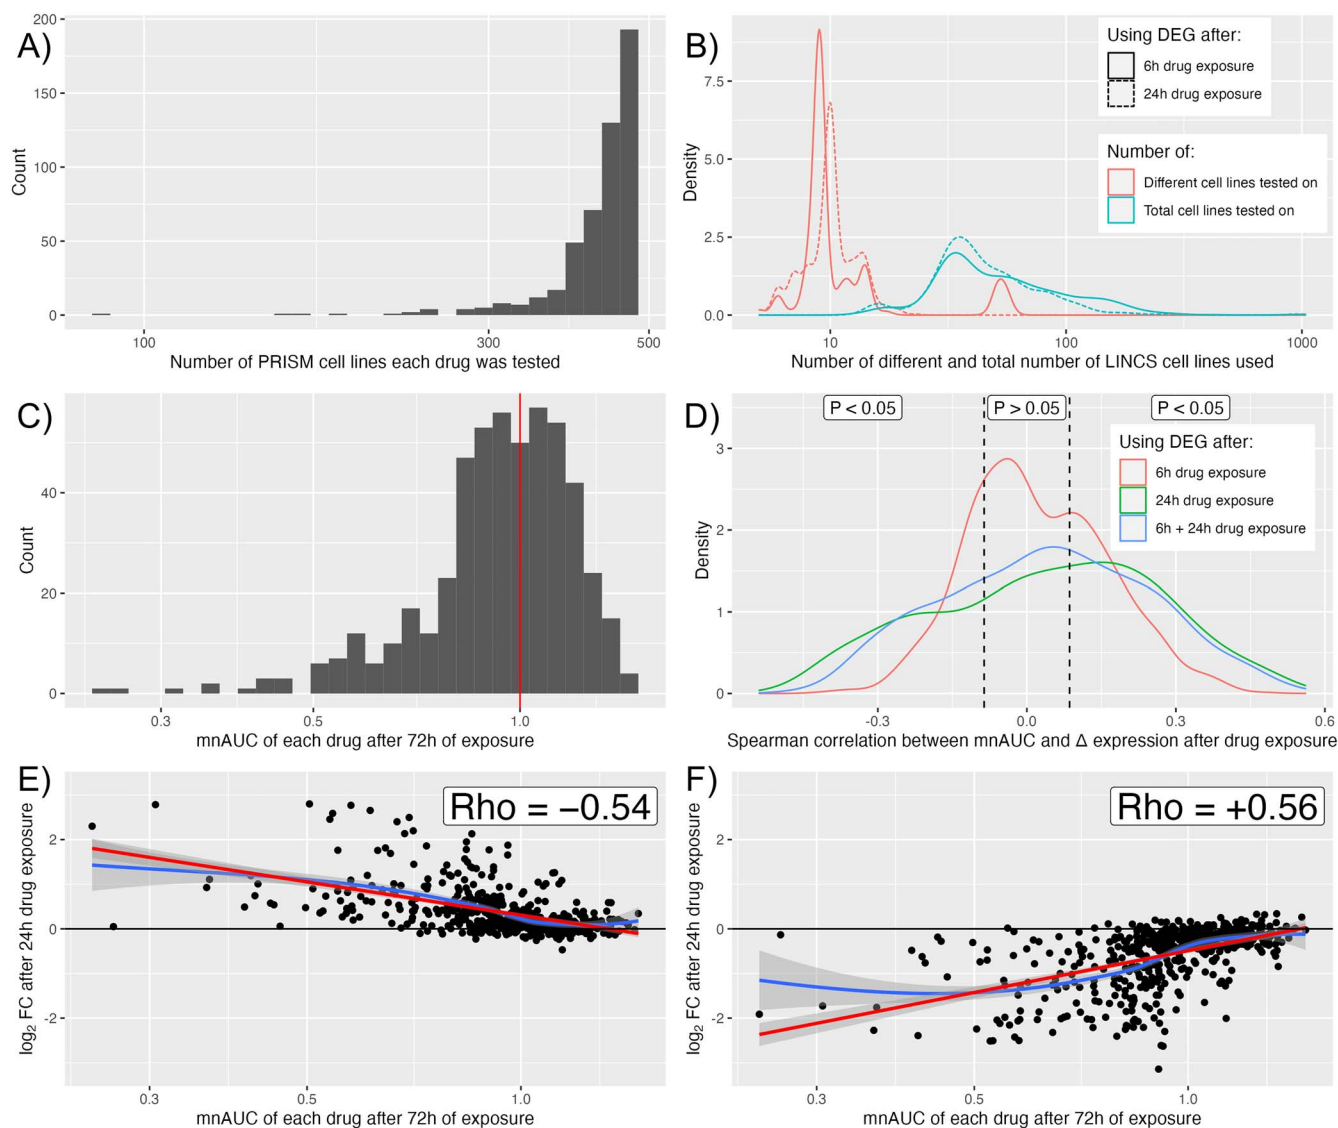 A)
200
150
100
50
0
Count
100
300
500
Number of PRISM cell lines each drug was tested
B)
7.5
5.0
2.5
0.0
Density
10
100
1000
Number of different and total number of LINCS cell lines used
Using DEG after:
6h drug exposure
24h drug exposure
Number of:
Different cell lines tested on
Total cell lines tested on
C)
40
20
0
Count
0.3
0.5
1.0
mnAUC of each drug after 72h of exposure
D)
P < 0.05
P > 0.05
P < 0.05
3
2
1
0
Density
-0.3
0.0
0.3
0.6
Spearman correlation between mnAUC and Δ expression after drug exposure
Using DEG after:
6h drug exposure
24h drug exposure
6h + 24h drug exposure
E)
Rho = −0.54
2
0
-2
log₂ FC after 24h drug exposure
0.3
0.5
1.0
mnAUC of each drug after 72h of exposure
F)
Rho = +0.56
2
0
-2
log₂ FC after 24h drug exposure
0.3
0.5
1.0
mnAUC of each drug after 72h of exposure